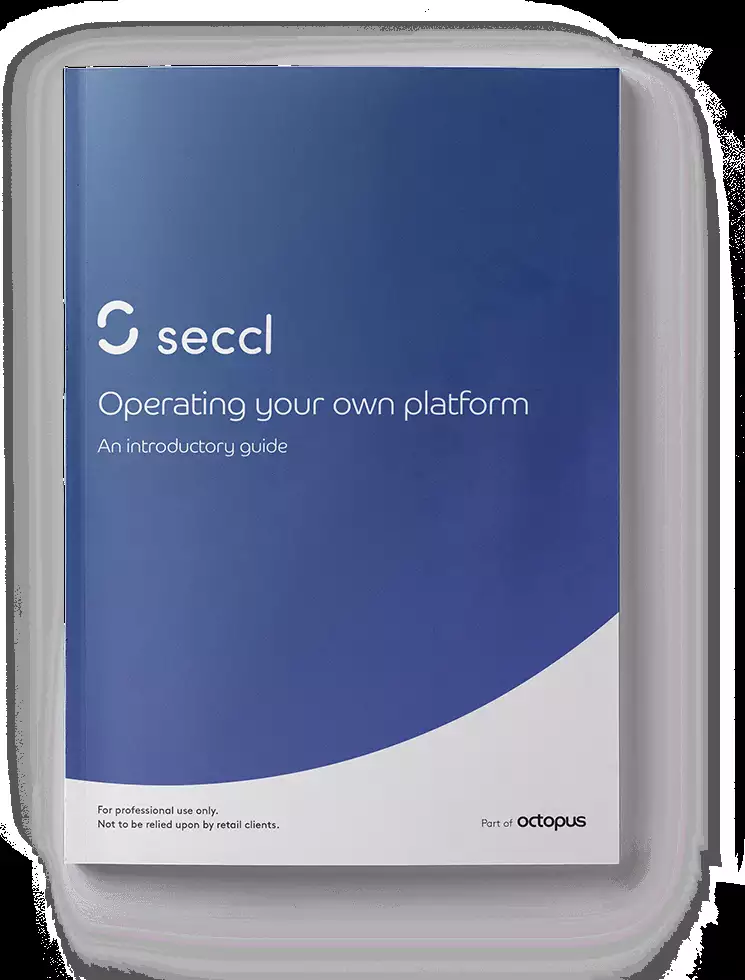 seccl
Operating your own platform
An introductory guide
For professional use only.
Not to be relied upon by retail clients.
Part of octopus